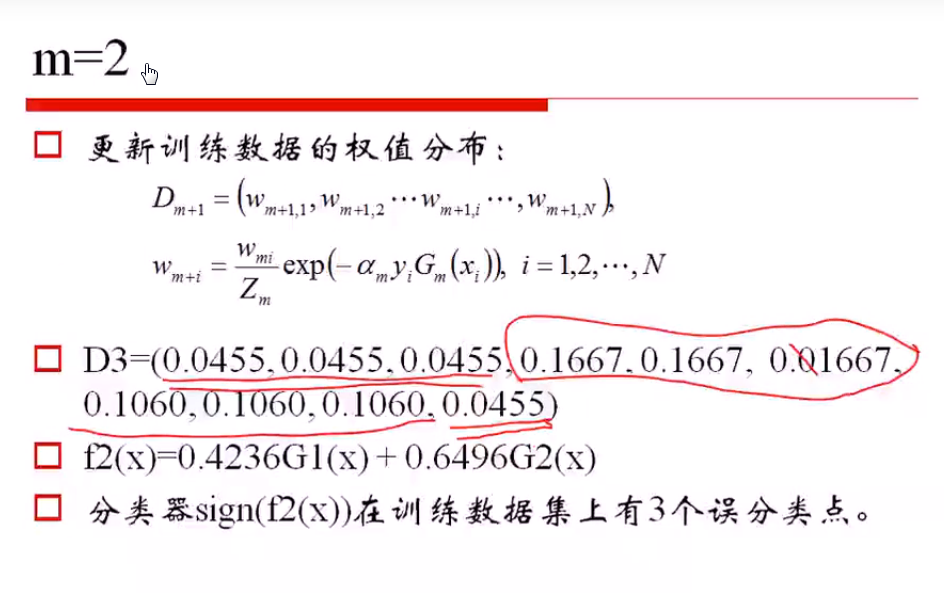 m=2
更新训练数据的权值分布：
D_{m+1} = (w_{m+1,1}, w_{m+1,2} ⋯ w_{m+1,i} ⋯, w_{m+1,N}),
w_{m+i} = \frac{w_{mi}}{Z_m} exp(−α_m y_i G_m(x_i)), i = 1,2,⋯,N
D3=(0.0455,0.0455,0.0455,0.1667,0.1667, 0.01667,
0.1060,0.1060,0.1060,0.0455)
f2(x)=0.4236G1(x)+0.6496G2(x)
分类器sign(f2(x))在训练数据集上有3个误分类点。